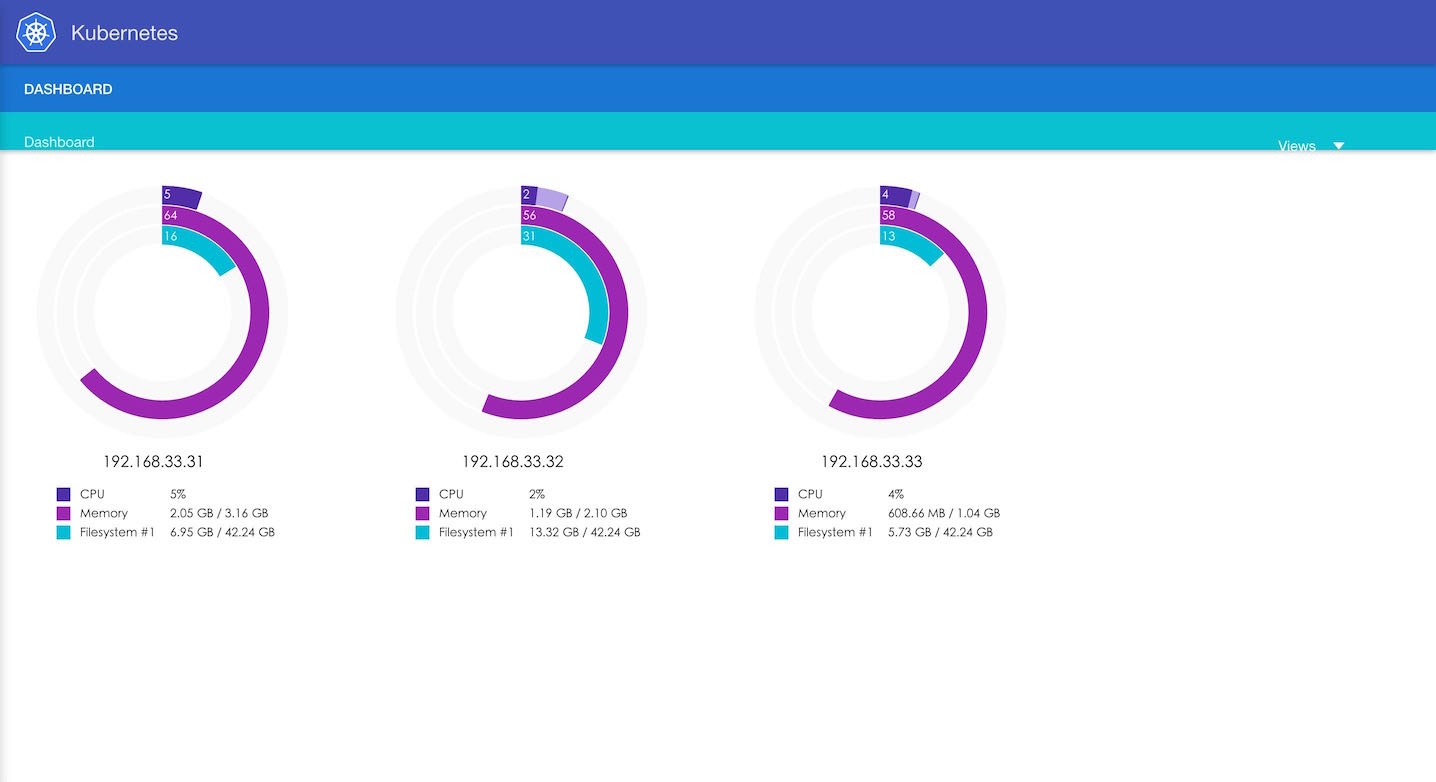 Kubernetes
DASHBOARD
Dashboard
Views
5
64
16
192.168.33.31
CPU 5%
Memory 2.05 GB / 3.16 GB
Filesystem #1 6.95 GB / 42.24 GB
2
56
31
192.168.33.32
CPU 2%
Memory 1.19 GB / 2.10 GB
Filesystem #1 13.32 GB / 42.24 GB
4
58
13
192.168.33.33
CPU 4%
Memory 608.66 MB / 1.04 GB
Filesystem #1 5.73 GB / 42.24 GB